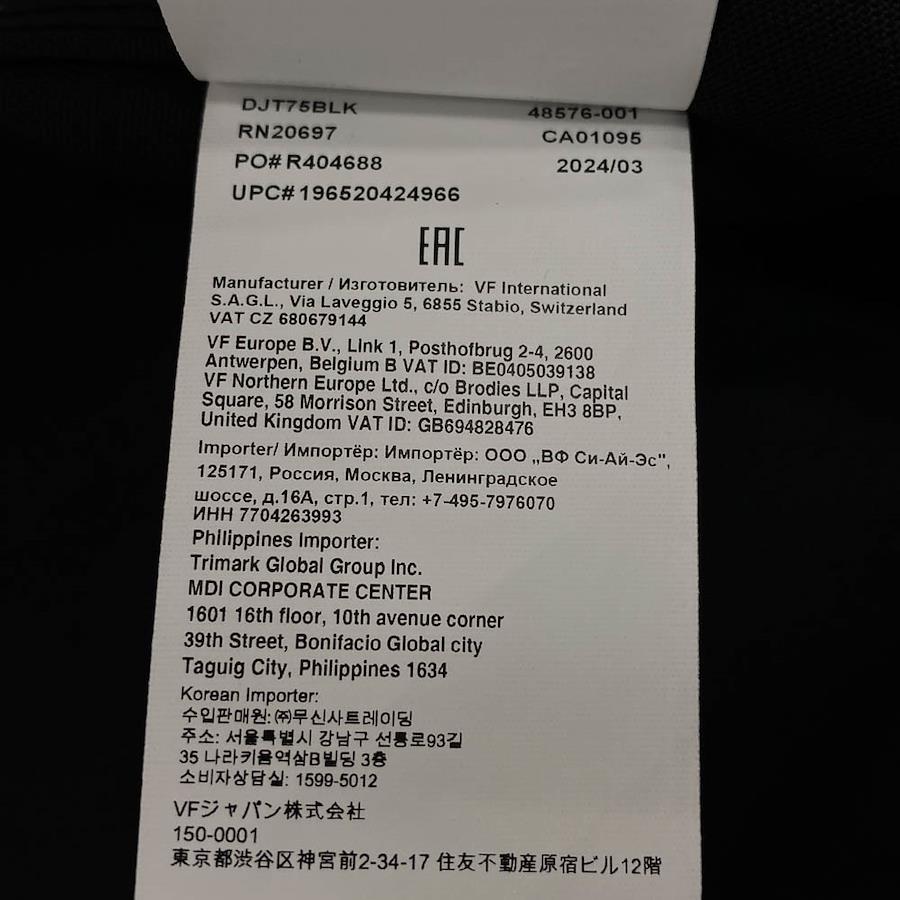 DJT75BLK 48576-001
RN20697 CA01095
PO# R404688 2024/03
UPC# 196520424966
EAC
Manufacturer / Изготовитель: VF International
S.A.G.L., Via Laveggio 5, 6855 Stabio, Switzerland
VAT CZ 680679144
VF Europe B.V., Link 1, Posthofbrug 2-4, 2600
Antwerpen, Belgium B VAT ID: BE0405039138
VF Northern Europe Ltd., c/o Brodies LLP, Capital
Square, 58 Morrison Street, Edinburgh, EH3 8BP,
United Kingdom VAT ID: GB694828476
Importer/ Импортёр: Импортёр: ООО „ВФ Си-Ай-Эс",
125171, Россия, Москва, Ленинградское
шоссе, д.16А, стр.1, тел: +7-495-7976070
ИНН 7704263993
Philippines Importer:
Trimark Global Group Inc.
MDI CORPORATE CENTER
1601 16th floor, 10th avenue corner
39th Street, Bonifacio Global city
Taguig City, Philippines 1634
Korean Importer:
수입판매원: ㈜무신사트레이딩
주소: 서울특별시 강남구 선릉로93길
35 나라키움역삼B빌딩 3층
소비자상담실: 1599-5012
VFジャパン株式会社
150-0001
東京都渋谷区神宮前2-34-17 住友不動産原宿ビル12階